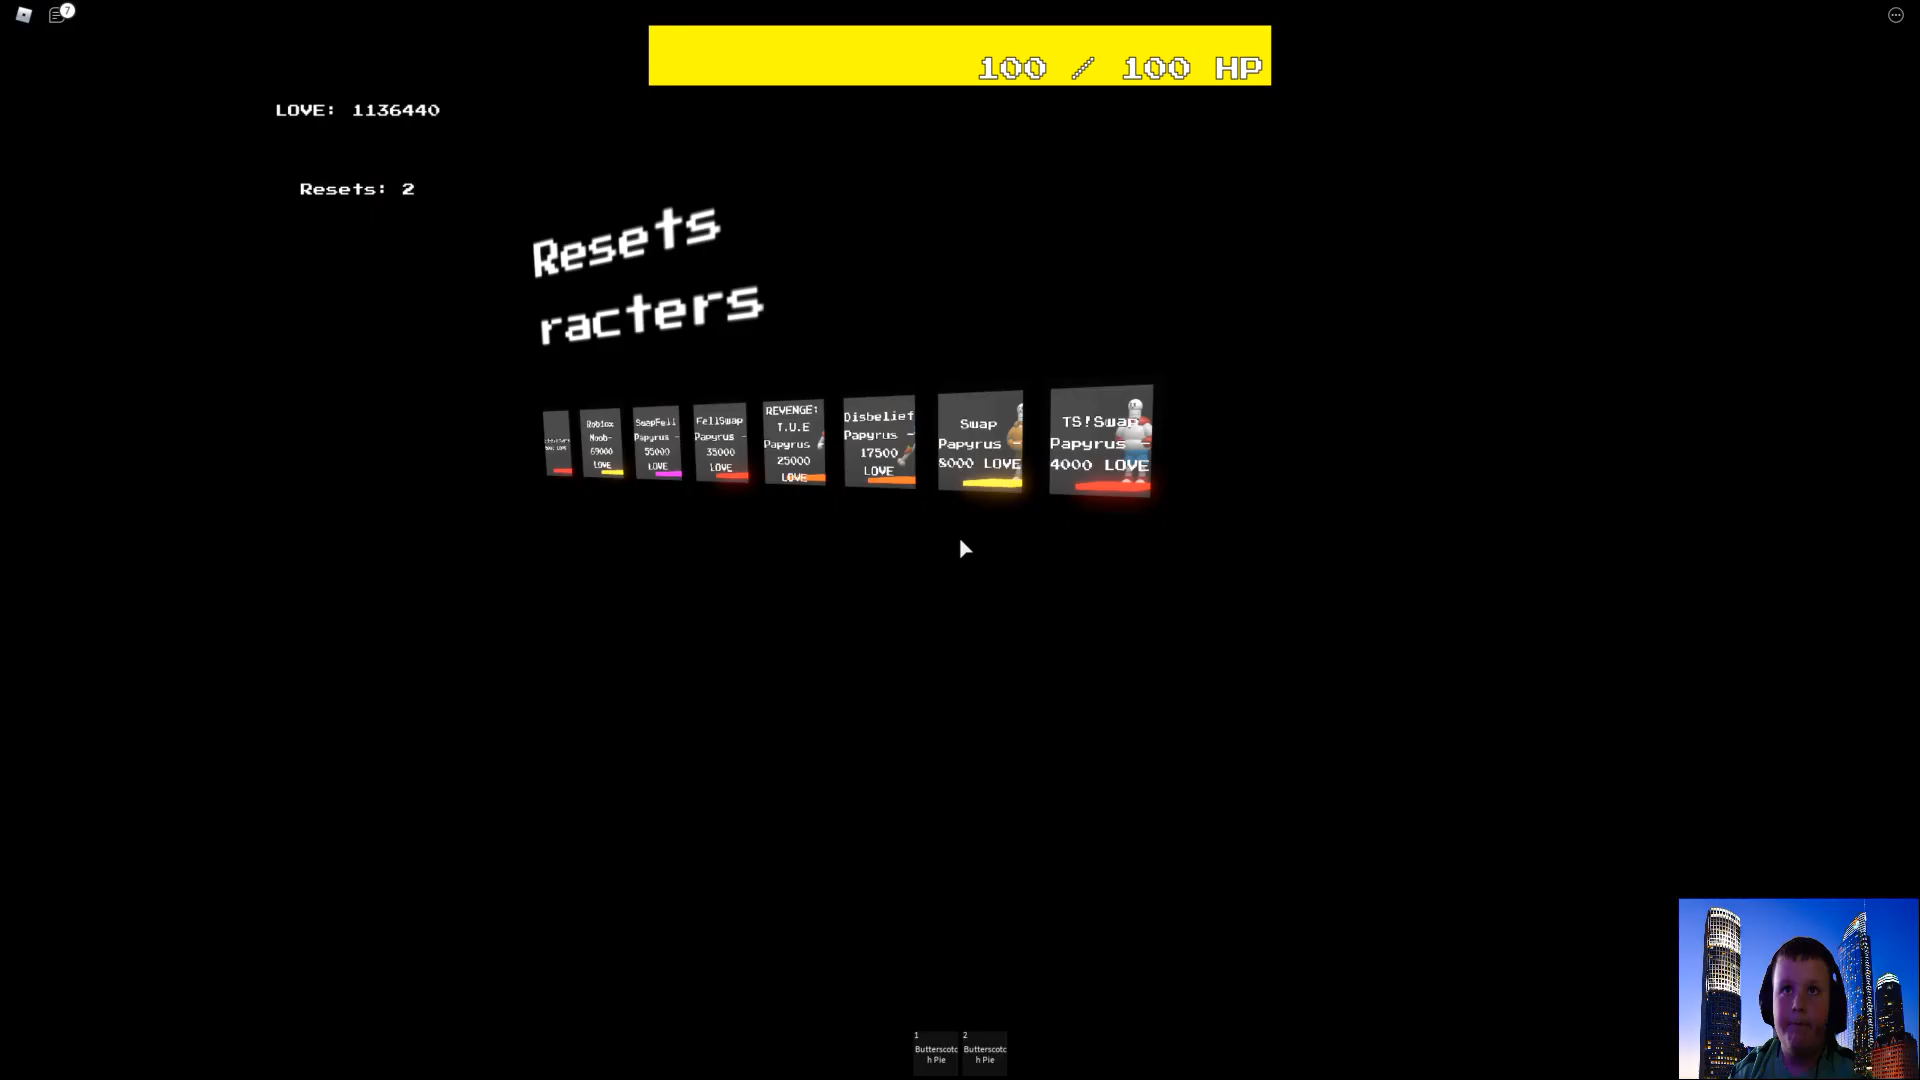 7
100 / 100 HP
LOVE: 1136440
Resets: 2
Resets
racters
Roblox
Noob-
69000
LOVE
SwapFell
Papyrus -
55000
LOVE
FellSwap
Papyrus -
35000
LOVE
REVENGE:
T.U.E
Papyrus -
25000
LOVE
Disbelief
Papyrus -
17500
LOVE
Swap
Papyrus -
8000 LOVE
TS!Swap
Papyrus -
4000 LOVE
1
Butterscotc
h Pie
2
Butterscotc
h Pie